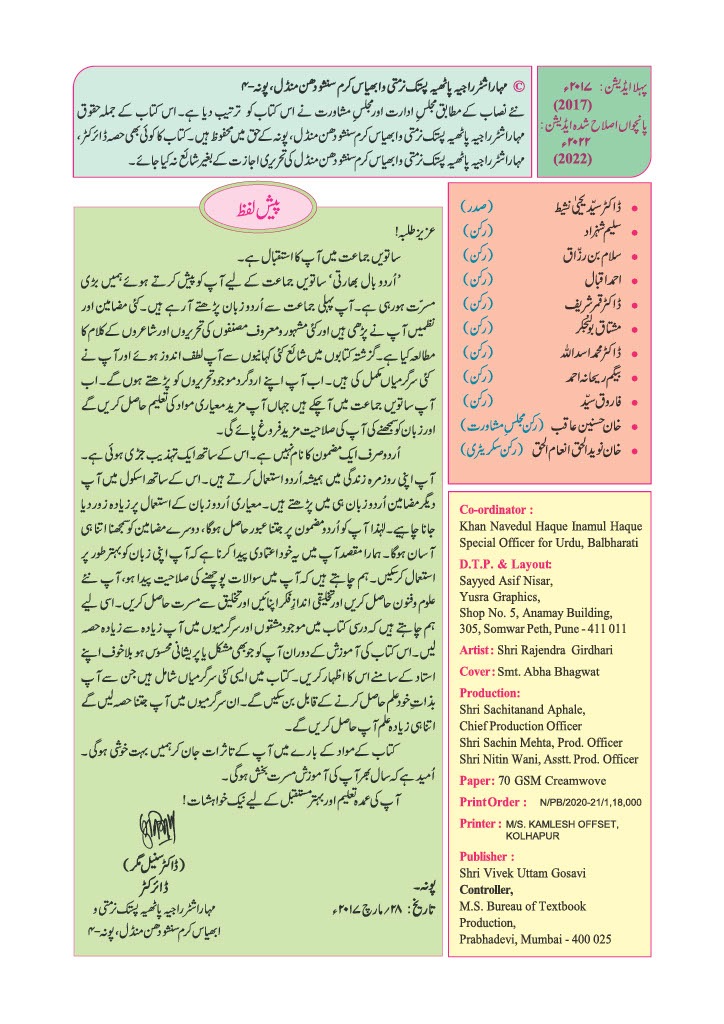 پہلا ایڈیشن: ۲۰۱۷ء
(2017)
پانچواں اصلاح شدہ ایڈیشن:
۲۰۲۲ء
(2022)
© مہاراشٹر راجیہ پاٹھیہ پستک نرمتی و ابھیاس کرم سنشودھن منڈل، پونہ-۴
نئے نصاب کے مطابق مجلسِ ادارت اور مجلسِ مشاورت نے اس کتاب کو ترتیب دیا ہے۔ اس کتاب کے جملہ حقوق
مہاراشٹر راجیہ پاٹھیہ پستک نرمتی و ابھیاس کرم سنشودھن منڈل، پونہ کے حق میں محفوظ ہیں۔ کتاب کا کوئی بھی حصہ ڈائرکٹر،
مہاراشٹر راجیہ پاٹھیہ پستک نرمتی و ابھیاس کرم سنشودھن منڈل کی تحریری اجازت کے بغیر شائع نہ کیا جائے۔
• ڈاکٹر سیّد یحییٰ نشیط (صدر)
• سلیم شہزاد (رکن)
• سلام بن رزّاق (رکن)
• احمد اقبال (رکن)
• ڈاکٹر قمر شریف (رکن)
• مشتاق بونجکر (رکن)
• ڈاکٹر محمد اسد اللہ (رکن)
• بیگم ریحانہ احمد (رکن)
• فاروق سیّد (رکن)
• خان حسنین عاقب (رکن مجلسِ مشاورت)
• خان نوید الحق انعام الحق (رکن سکریٹری)
Co-ordinator :
Khan Navedul Haque Inamul Haque
Special Officer for Urdu, Balbharati
D.T.P. & Layout:
Sayyed Asif Nisar,
Yusra Graphics,
Shop No. 5, Anamay Building,
305, Somwar Peth, Pune - 411 011
Artist : Shri Rajendra Girdhari
Cover : Smt. Abha Bhagwat
Production:
Shri Sachitanand Aphale,
Chief Production Officer
Shri Sachin Mehta, Prod. Officer
Shri Nitin Wani, Asstt. Prod. Officer
Paper : 70 GSM Creamwove
Print Order : N/PB/2020-21/1,18,000
Printer : M/S. KAMLESH OFFSET,
KOLHAPUR
Publisher :
Shri Vivek Uttam Gosavi
Controller,
M.S. Bureau of Textbook
Production,
Prabhadevi, Mumbai - 400 025
پیش لفظ
عزیز طلبہ!
ساتویں جماعت میں آپ کا استقبال ہے۔
’اُردو بال بھارتی‘ ساتویں جماعت کے لیے آپ کو پیش کرتے ہوئے ہمیں بڑی
مسرّت ہو رہی ہے۔ آپ پہلی جماعت سے اُردو زبان پڑھتے آ رہے ہیں۔ کئی مضامین اور
نظمیں آپ نے پڑھی ہیں اور کئی مشہور و معروف مصنفوں کی تحریروں اور شاعروں کے کلام کا
مطالعہ کیا ہے۔ گزشتہ کتابوں میں شائع کئی کہانیوں سے آپ لطف اندوز ہوئے اور آپ نے
کئی سرگرمیاں مکمل کی ہیں۔ اب آپ اپنے اردگرد موجود تحریروں کو پڑھتے ہوں گے۔ اب
آپ ساتویں جماعت میں آ چکے ہیں جہاں آپ مزید معیاری مواد کی تعلیم حاصل کریں گے
اور زبان کو سمجھنے کی آپ کی صلاحیت مزید فروغ پائے گی۔
اُردو صرف ایک مضمون کا نام نہیں ہے۔ اس کے ساتھ ایک تہذیب جڑی ہوئی ہے۔
آپ اپنی روزمرہ زندگی میں ہمیشہ اُردو استعمال کرتے ہیں۔ اس کے ساتھ اسکول میں آپ
دیگر مضامین اُردو زبان ہی میں پڑھتے ہیں۔ معیاری اُردو زبان کے استعمال پر زیادہ زور دیا
جانا چاہیے۔ لہٰذا آپ کو اُردو مضمون پر جتنا عبور حاصل ہوگا، دوسرے مضامین کو سمجھنا اتنا ہی
آسان ہوگا۔ ہمارا مقصد آپ میں یہ خود اعتمادی پیدا کرنا ہے کہ آپ اپنی زبان کو بہتر طور پر
استعمال کرسکیں۔ ہم چاہتے ہیں کہ آپ میں سوالات پوچھنے کی صلاحیت پیدا ہو، آپ نئے
علوم و فنون حاصل کریں اور تخلیقی اندازِ فکر اپنائیں اور تخلیق سے مسرت حاصل کریں۔ اسی لیے
ہم چاہتے ہیں کہ درسی کتاب میں موجود مشقوں اور سرگرمیوں میں آپ زیادہ سے زیادہ حصہ
لیں۔ اس کتاب کی آموزش کے دوران آپ کو جو بھی مشکل یا پریشانی محسوس ہو بلا خوف اپنے
استاد کے سامنے اس کا اظہار کریں۔ کتاب میں ایسی کئی سرگرمیاں شامل ہیں جن سے آپ
بذاتِ خود علم حاصل کرنے کے قابل بن سکیں گے۔ ان سرگرمیوں میں آپ جتنا حصہ لیں گے
اتنا ہی زیادہ علم آپ حاصل کریں گے۔
کتاب کے مواد کے بارے میں آپ کے تاثرات جان کر ہمیں بہت خوشی ہوگی۔
اُمید ہے کہ سال بھر آپ کی آموزش مسرت بخش ہوگی۔
آپ کی عمدہ تعلیم اور بہتر مستقبل کے لیے نیک خواہشات!
(ڈاکٹر سنیل مگر)
ڈائرکٹر
مہاراشٹر راجیہ پاٹھیہ پستک نرمتی و
ابھیاس کرم سنشودھن منڈل، پونہ-۴
پونہ۔
تاریخ: ۲۸/مارچ ۲۰۱۷ء